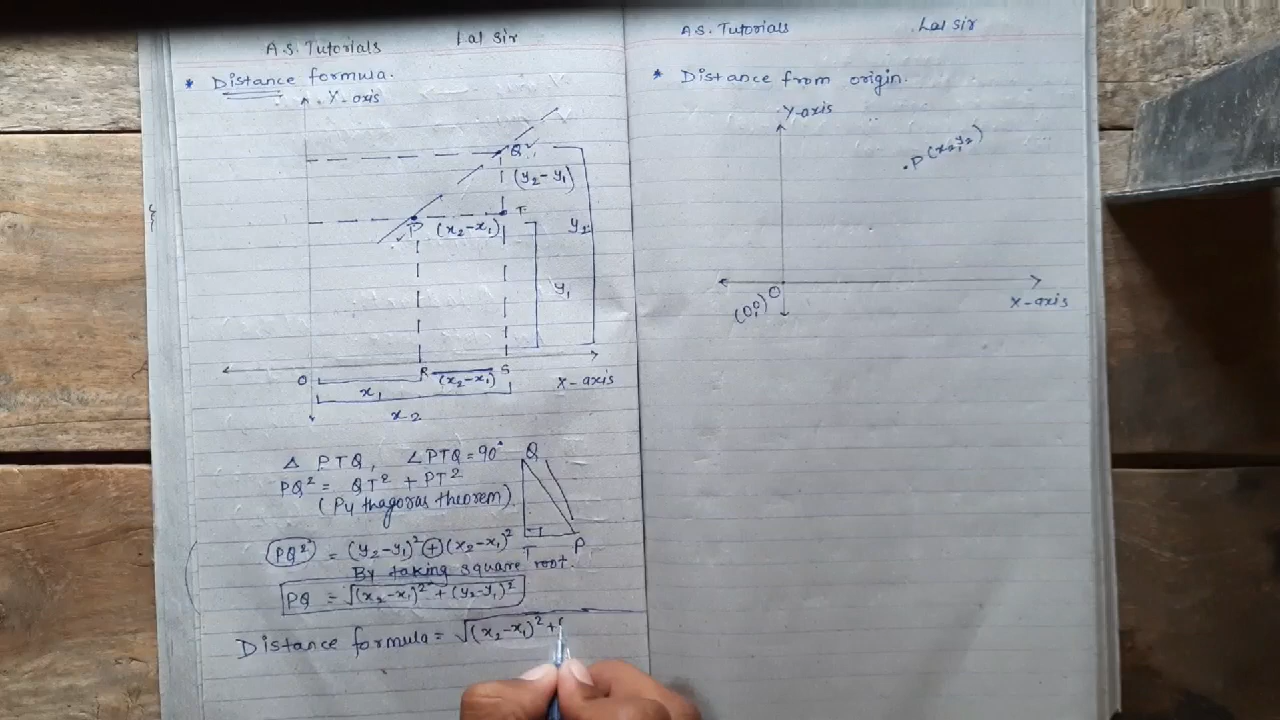 A.S. Tutorials Lal sir
* Distance formula.
Y-axis
Q
(y₂-y₁)
P (x₂-x₁) T
y₂
y₁
O R (x₂-x₁) S
X-axis
x₁
x₂
△ PTQ, ∠PTQ=90° Q
PQ² = QT² + PT²
(Pythagoras theorem)
PQ² = (y₂-y₁)² + (x₂-x₁)² T P
By taking square root.
PQ = √(x₂-x₁)² + (y₂-y₁)²
Distance formula = √(x₂-x₁)² + (
A.S. Tutorials Lal sir
* Distance from origin.
Y-axis
.P(x₂,y₂)
O
(0,0)
X-axis